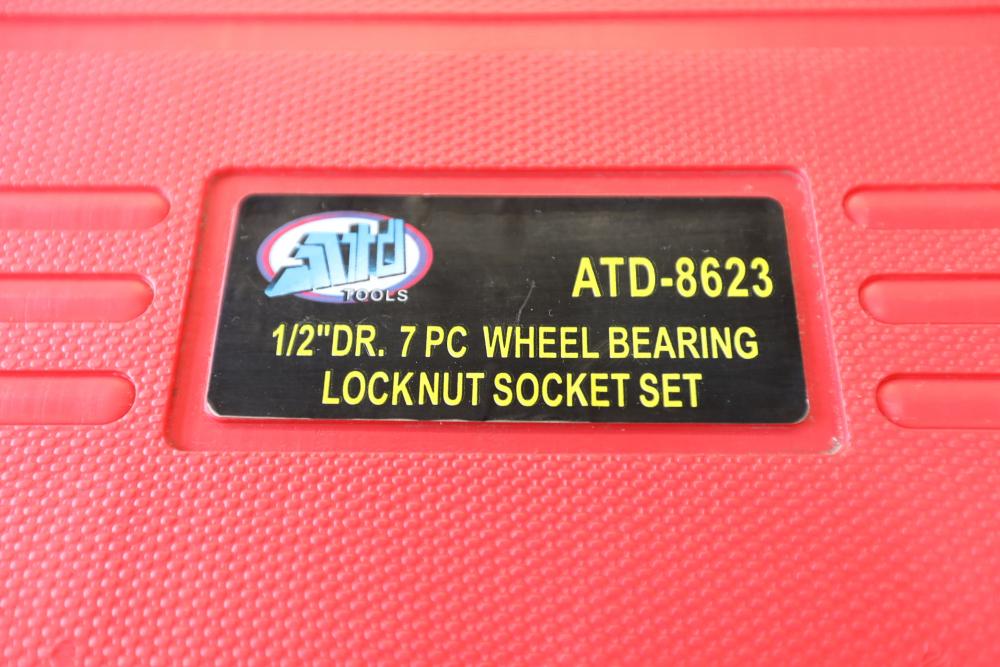 ATD
TOOLS
ATD-8623
1/2"DR. 7 PC WHEEL BEARING
LOCKNUT SOCKET SET